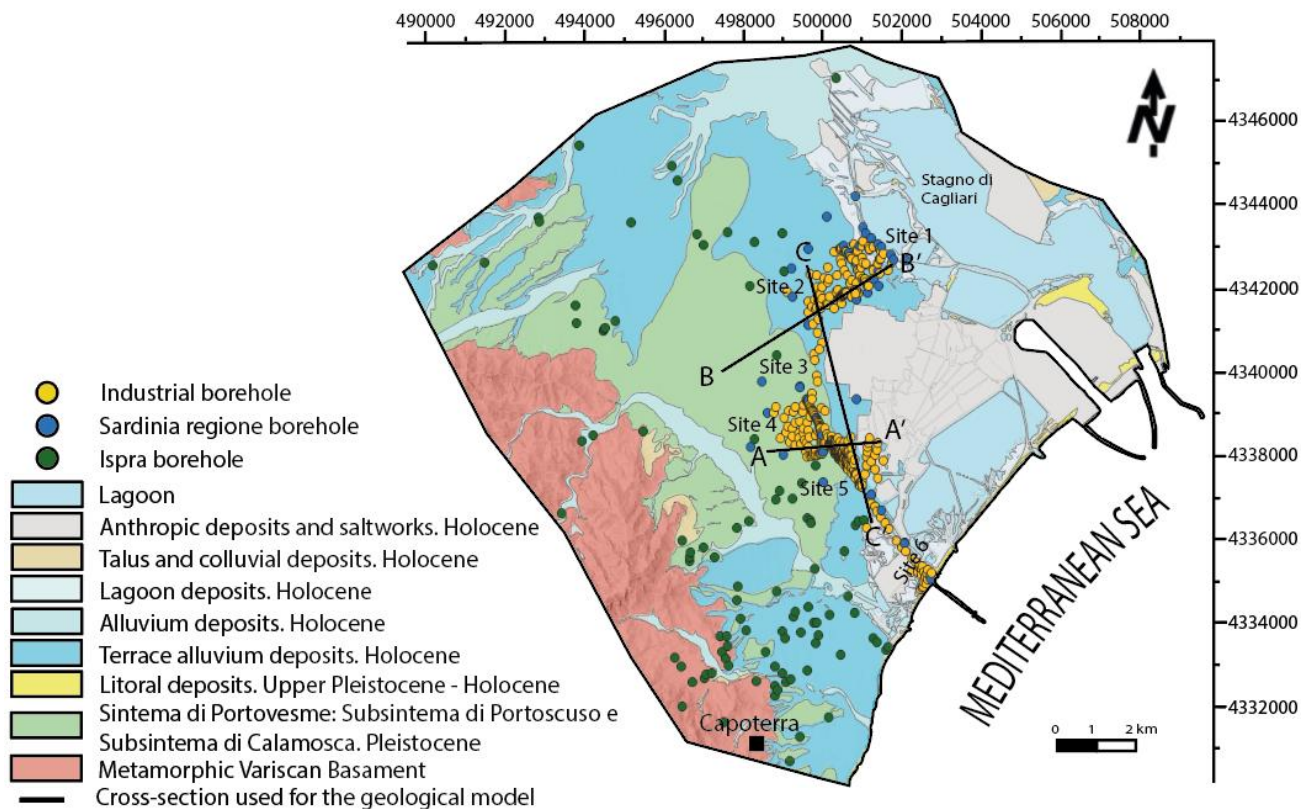 490000 492000 494000 496000 498000 500000 502000 504000 506000 508000
4346000
4344000
4342000
4340000
4338000
4336000
4334000
4332000
N
Stagno di
Cagliari
Site 1
C
B'
Site 2
B
Site 3
Site 4
A'
A
Site 5
C'
Site 6
MEDITERRANEAN SEA
Capoterra
0 1 2 km
Industrial borehole
Sardinia regione borehole
Ispra borehole
Lagoon
Anthropic deposits and saltworks. Holocene
Talus and colluvial deposits. Holocene
Lagoon deposits. Holocene
Alluvium deposits. Holocene
Terrace alluvium deposits. Holocene
Litoral deposits. Upper Pleistocene - Holocene
Sintema di Portovesme: Subsintema di Portoscuso e
Subsintema di Calamosca. Pleistocene
Metamorphic Variscan Basament
Cross-section used for the geological model